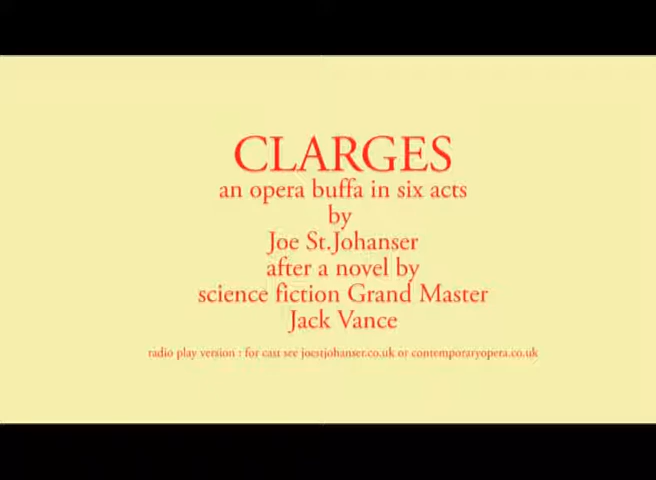 CLARGES
an opera buffa in six acts
by
Joe St.Johanser
after a novel by
science fiction Grand Master
Jack Vance
radio play version : for cast see joestjohanser.co.uk or contemporaryopera.co.uk